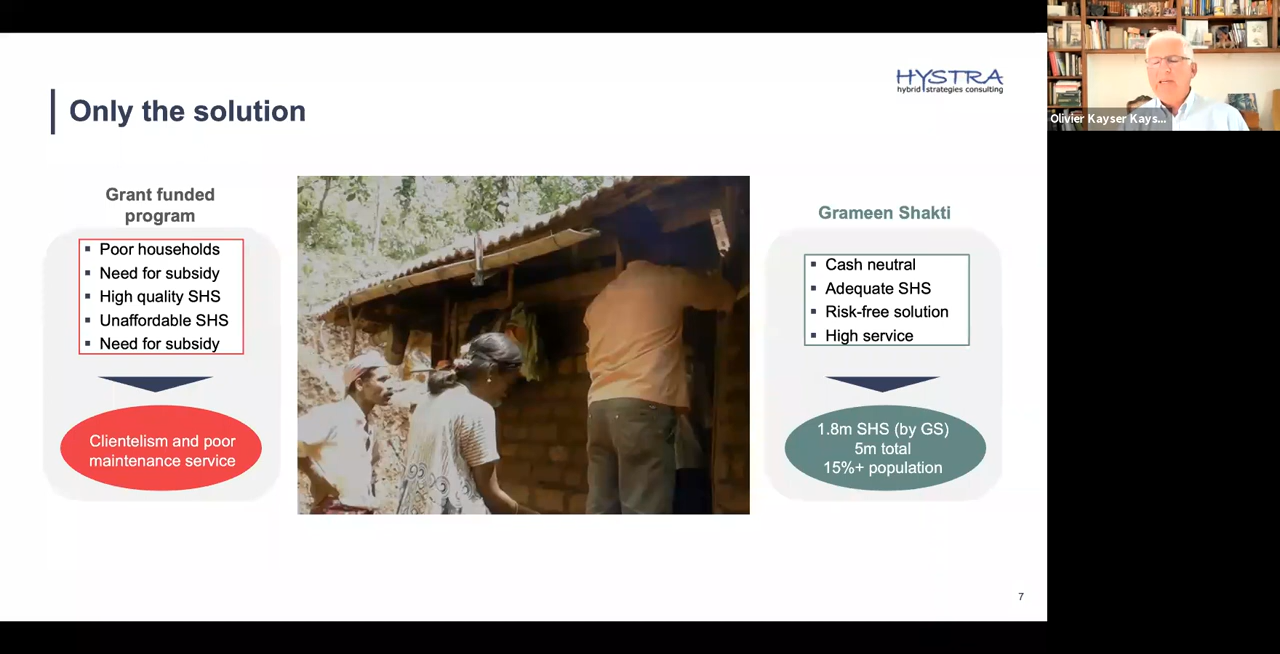 HYSTRA
hybrid strategies consulting
Only the solution
Grant funded
program
▪ Poor households
▪ Need for subsidy
▪ High quality SHS
▪ Unaffordable SHS
▪ Need for subsidy
Clientelism and poor
maintenance service
Grameen Shakti
▪ Cash neutral
▪ Adequate SHS
▪ Risk-free solution
▪ High service
1.8m SHS (by GS)
5m total
15%+ population
7
Olivier Kayser Kays...